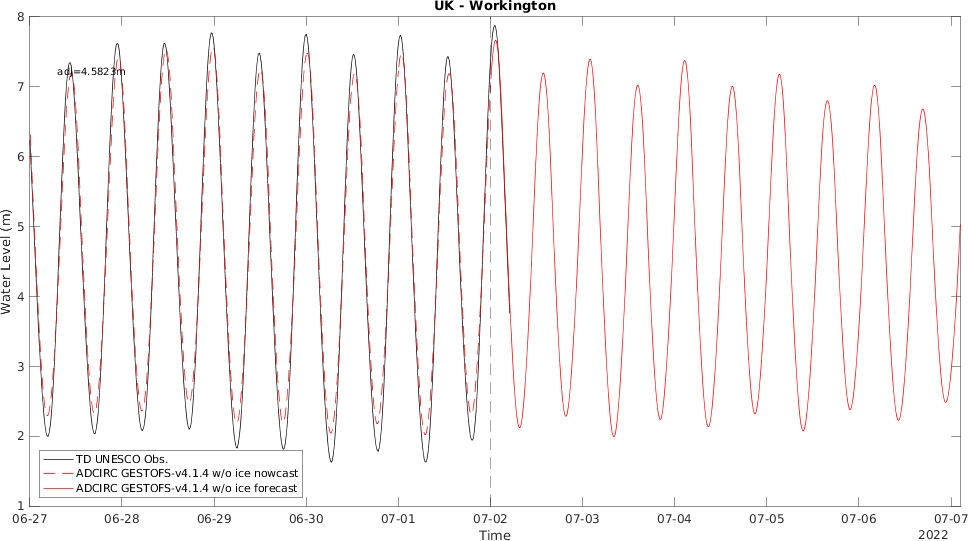 UK - Workington
8
7
6
5
4
3
2
1
Water Level (m)
adj=4.5823m
TD UNESCO Obs.
ADCIRC GESTOFS-v4.1.4 w/o ice nowcast
ADCIRC GESTOFS-v4.1.4 w/o ice forecast
06-27 06-28 06-29 06-30 07-01 07-02 07-03 07-04 07-05 07-06 07-07
Time
2022